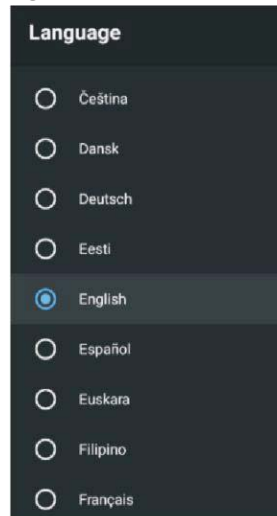 Language
Čeština
Dansk
Deutsch
Eesti
English
Español
Euskara
Filipino
Français